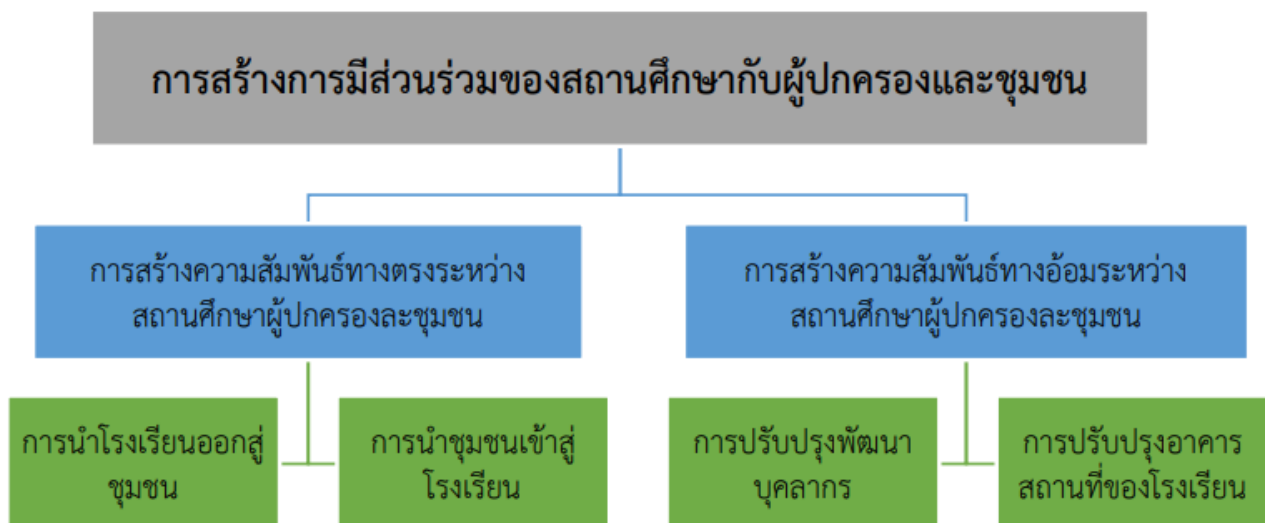 การสร้างการมีส่วนร่วมของสถานศึกษากับผู้ปกครองและชุมชน
การสร้างความสัมพันธ์ทางตรงระหว่าง
สถานศึกษาผู้ปกครองละชุมชน
การสร้างความสัมพันธ์ทางอ้อมระหว่าง
สถานศึกษาผู้ปกครองละชุมชน
การนำโรงเรียนออกสู่
ชุมชน
การนำชุมชนเข้าสู่
โรงเรียน
การปรับปรุงพัฒนา
บุคลากร
การปรับปรุงอาคาร
สถานที่ของโรงเรียน